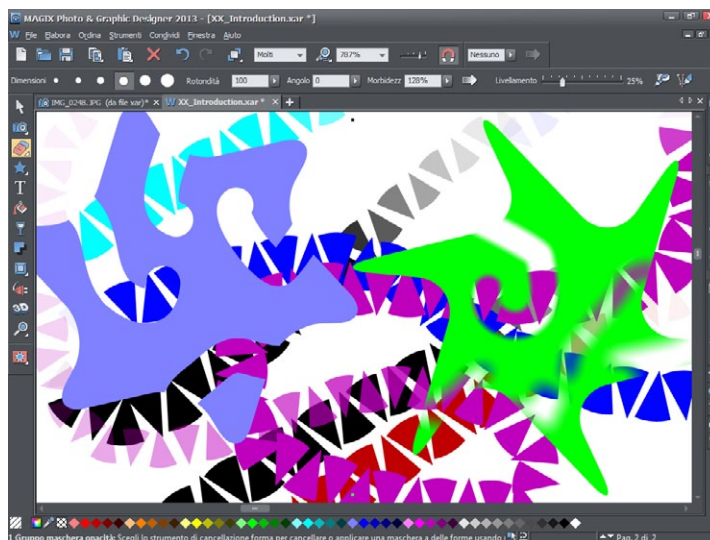 MAGIX Photo & Graphic Designer 2013 - [XX_Introduction.xar *]
File Elabora Ordina Strumenti Condividi Finestra Aiuto
Molti 787% Nessuno
Dimensioni Rotondità 100 Angolo 0 Morbidezz 128% Livellamento 25%
IMG_0248.JPG (da file xar)* X XX_Introduction.xar * X +
T
3D
1 Gruppo maschera opacità: Scegli lo strumento di cancellazione forma per cancellare o applicare una maschera a delle forme usando Pag. 2 di 2